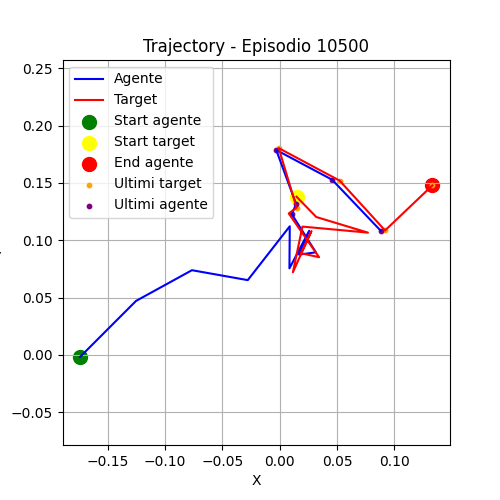 Trajectory - Episodio 10500
0.25
0.20
0.15
0.10
0.05
0.00
−0.05
Agente
Target
Start agente
Start target
End agente
Ultimi target
Ultimi agente
−0.15
−0.10
−0.05
0.00
0.05
0.10
X